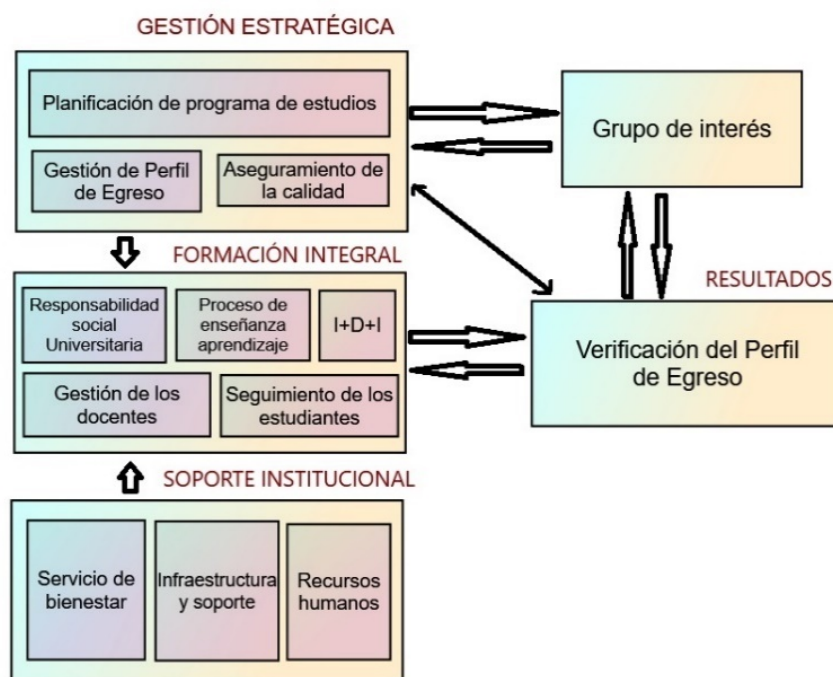 GESTIÓN ESTRATÉGICA
Planificación de programa de estudios
Gestión de Perfil
de Egreso
Aseguramiento de
la calidad
Grupo de interés
FORMACIÓN INTEGRAL
Responsabilidad
social
Universitaria
Proceso de
enseñanza
aprendizaje
I+D+I
Gestión de los
docentes
Seguimiento de los
estudiantes
RESULTADOS
Verificación del Perfil
de Egreso
SOPORTE INSTITUCIONAL
Servicio de
bienestar
Infraestructura
y soporte
Recursos
humanos